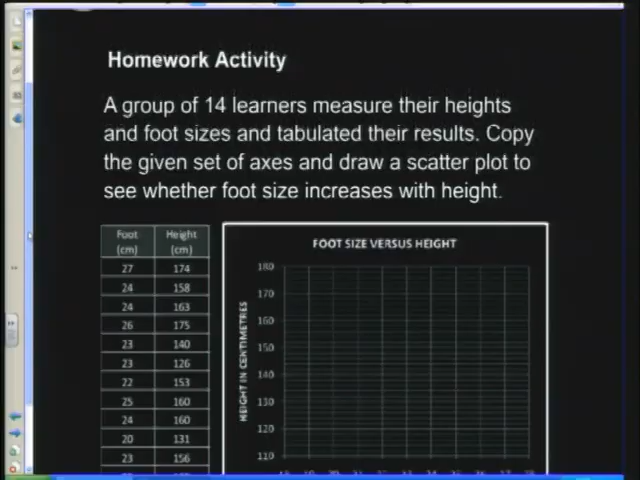 Homework Activity
A group of 14 learners measure their heights
and foot sizes and tabulated their results. Copy
the given set of axes and draw a scatter plot to
see whether foot size increases with height.
Foot (cm) Height (cm)
27 174
24 158
24 163
26 175
23 140
23 126
22 153
25 160
24 160
20 131
23 156
FOOT SIZE VERSUS HEIGHT
HEIGHT IN CENTIMETRES
180
170
160
150
140
130
120
110